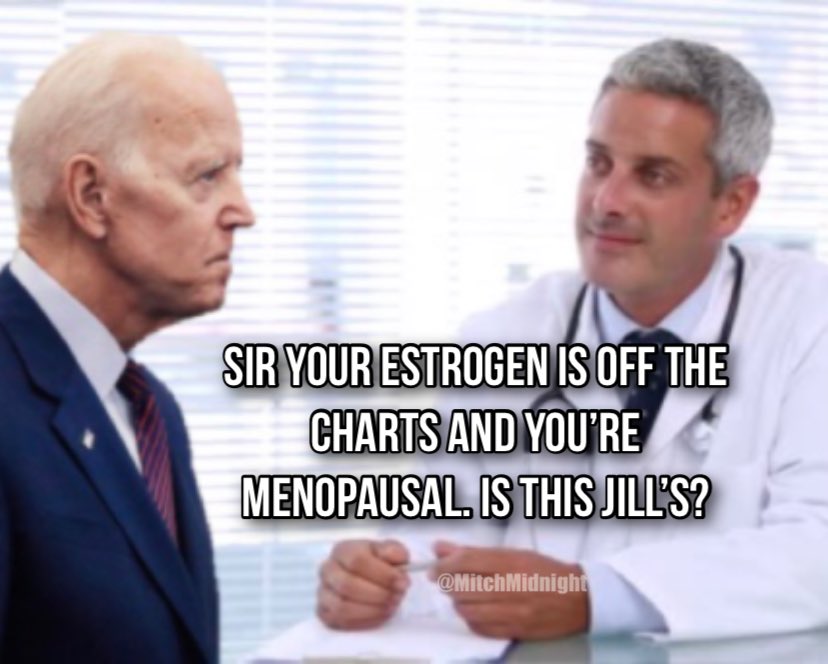 SIR YOUR ESTROGEN IS OFF THE
CHARTS AND YOU'RE
MENOPAUSAL. IS THIS JILL'S?
@MitchMidnight